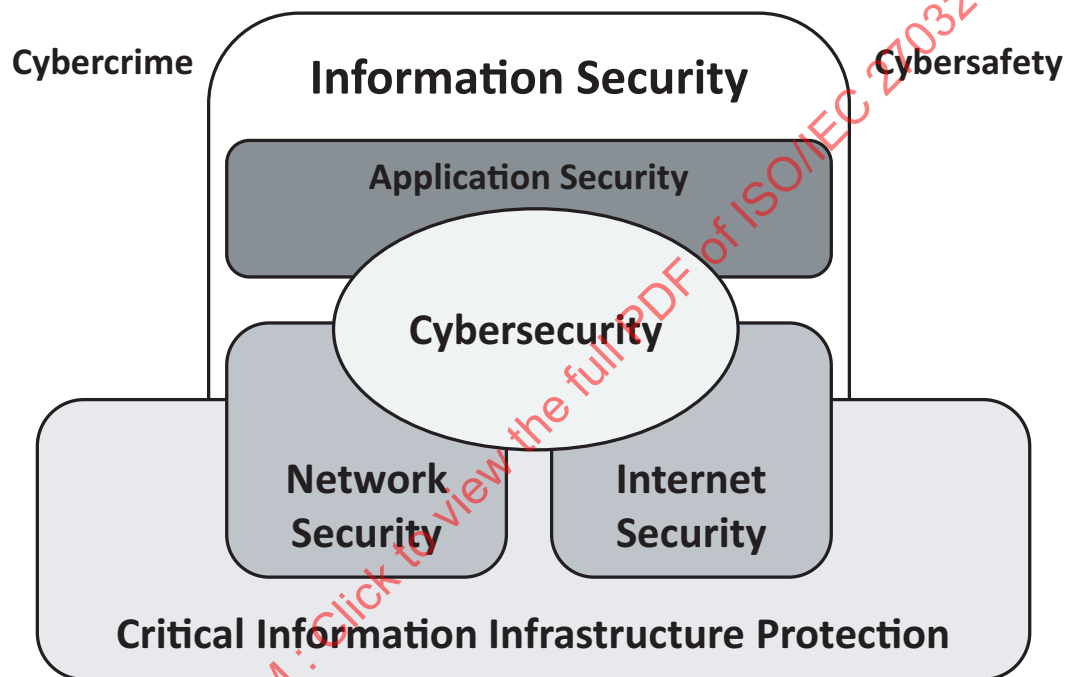 Cybercrime
Information Security
Cybersafety
Application Security
Cybersecurity
Network
Security
Internet
Security
Critical Information Infrastructure Protection
: Click to view the full PDF of ISO/IEC 27032